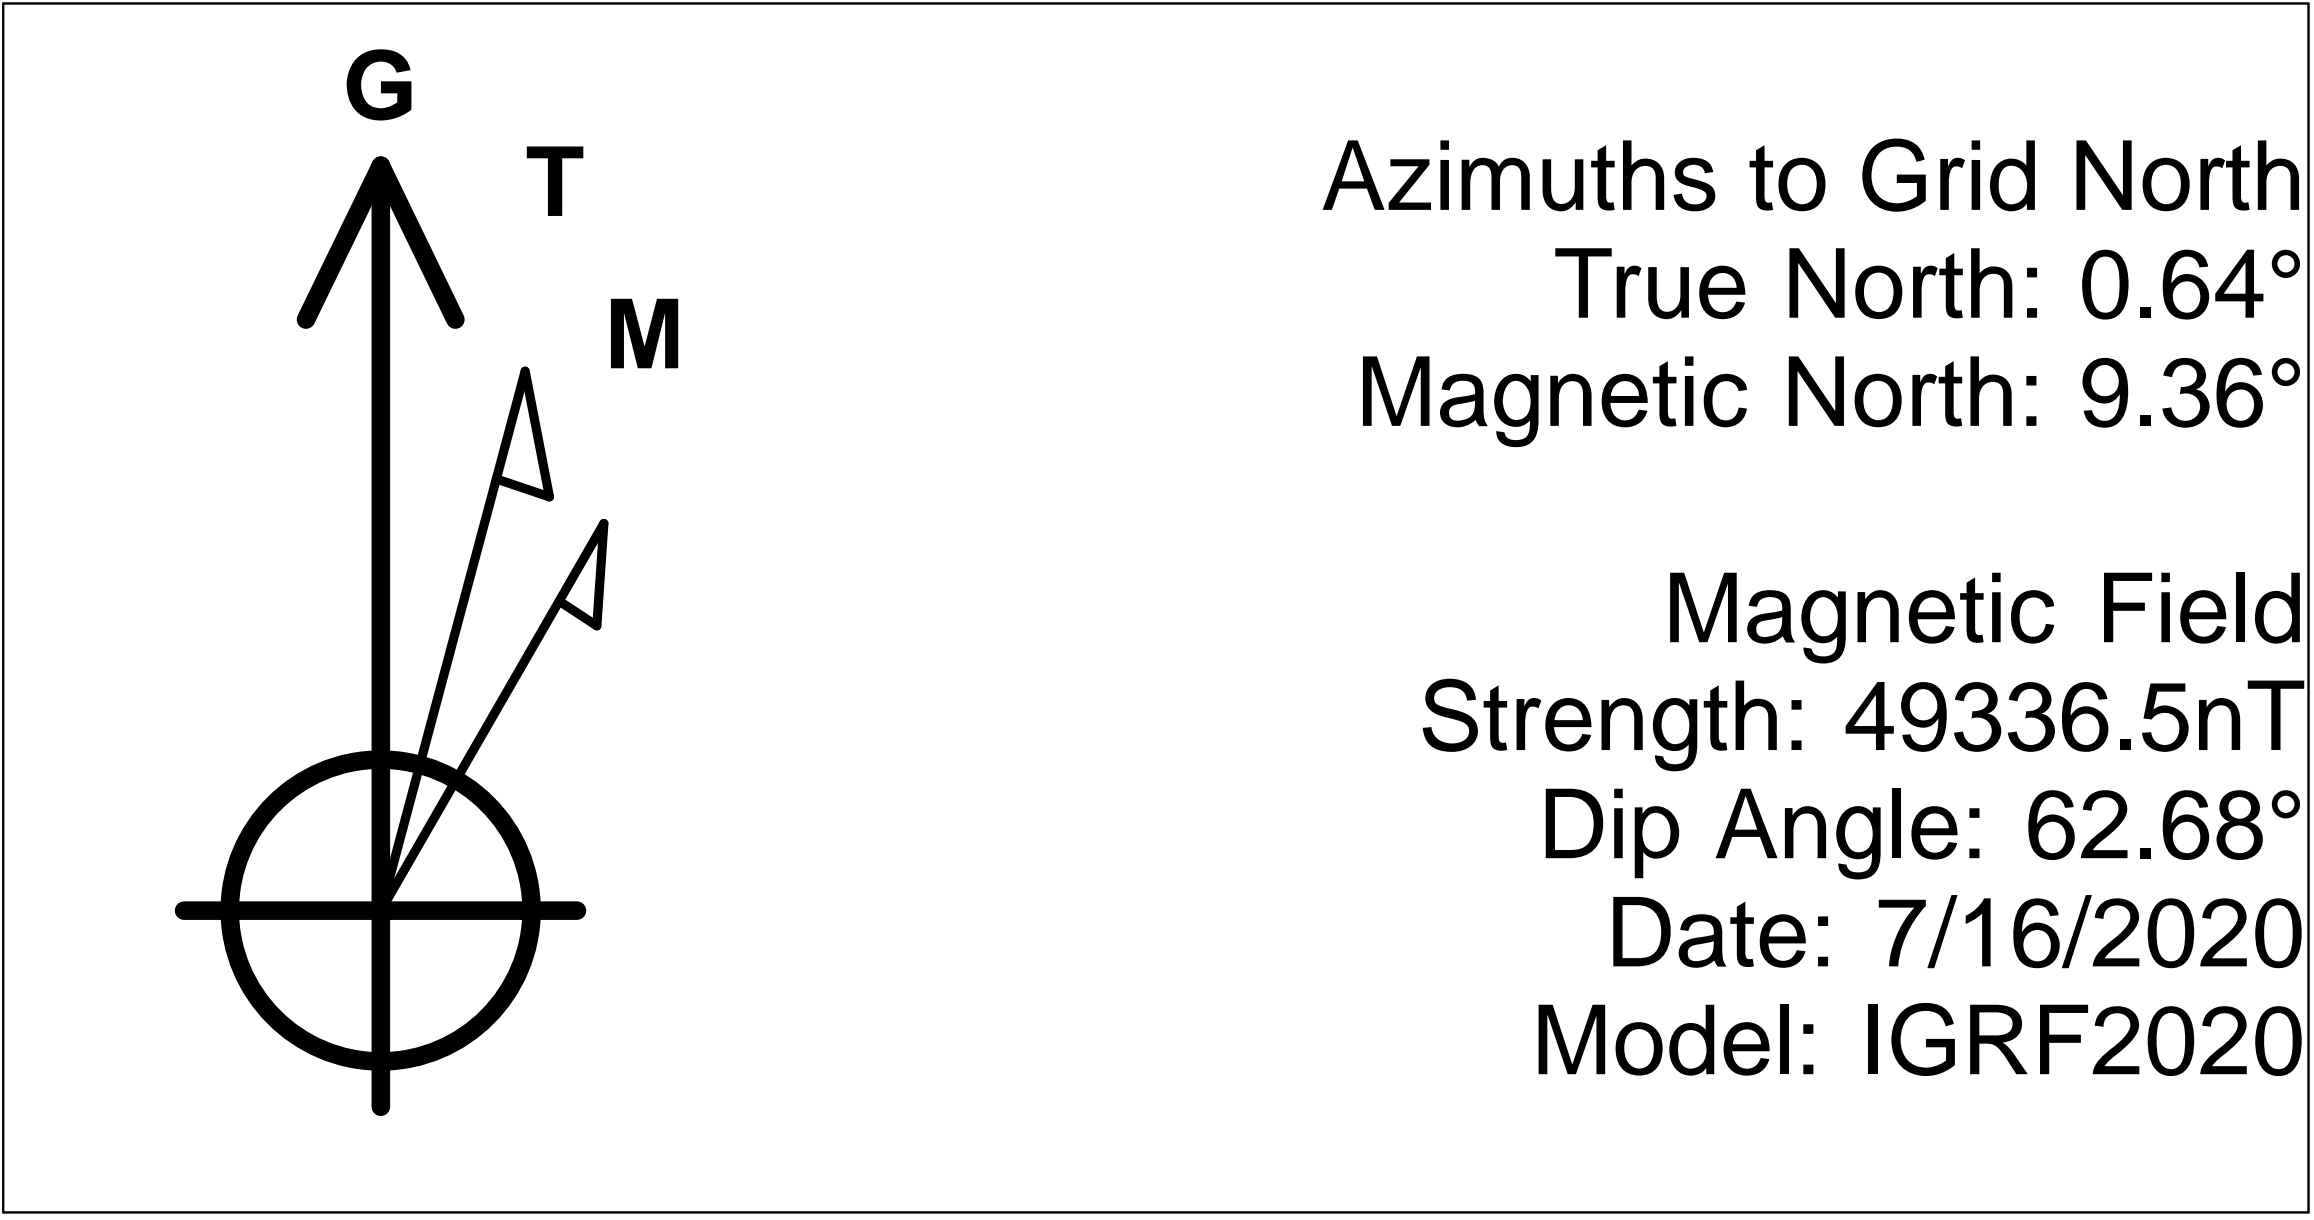 G
T
M
Azimuths to Grid North
True North: 0.64°
Magnetic North: 9.36°
Magnetic Field
Strength: 49336.5nT
Dip Angle: 62.68°
Date: 7/16/2020
Model: IGRF2020